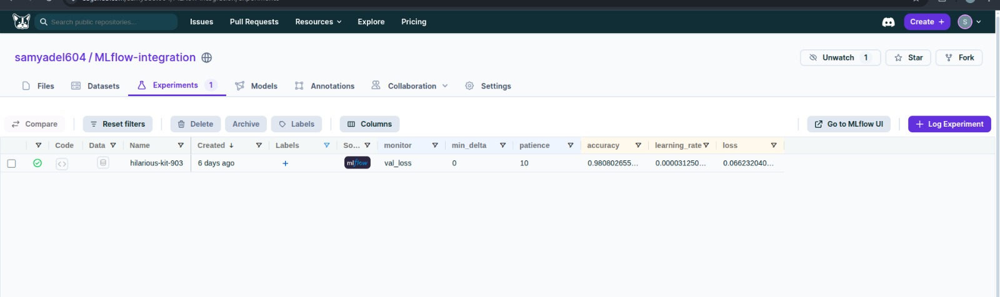 Search public repositories...
Issues
Pull Requests
Resources
Explore
Pricing
Create +
S
samyadel604 / MLflow-integration
Unwatch 1
Star
Fork
Files
Datasets
Experiments 1
Models
Annotations
Collaboration
Settings
Compare
Reset filters
Delete
Archive
Labels
Columns
Go to MLflow UI
+ Log Experiment
Code Data Name Created ↓ Labels So... monitor min_delta patience accuracy learning_rate loss
hilarious-kit-903 6 days ago + mlflow val_loss 0 10 0.980802655... 0.000031250... 0.066232040...